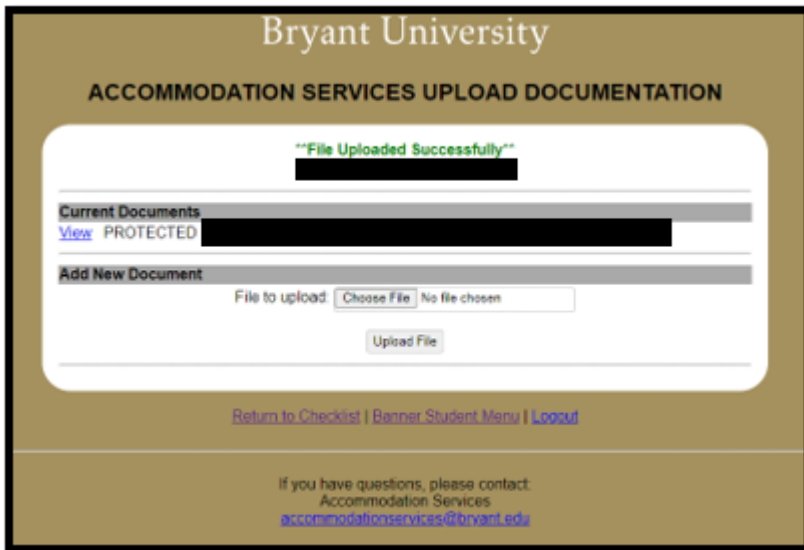 Bryant University
ACCOMMODATION SERVICES UPLOAD DOCUMENTATION
**File Uploaded Successfully**
Current Documents
View PROTECTED
Add New Document
File to upload: Choose File No file chosen
Upload File
Return to Checklist | Banner Student Menu | Logout
If you have questions, please contact:
Accommodation Services
accommodationservices@bryant.edu